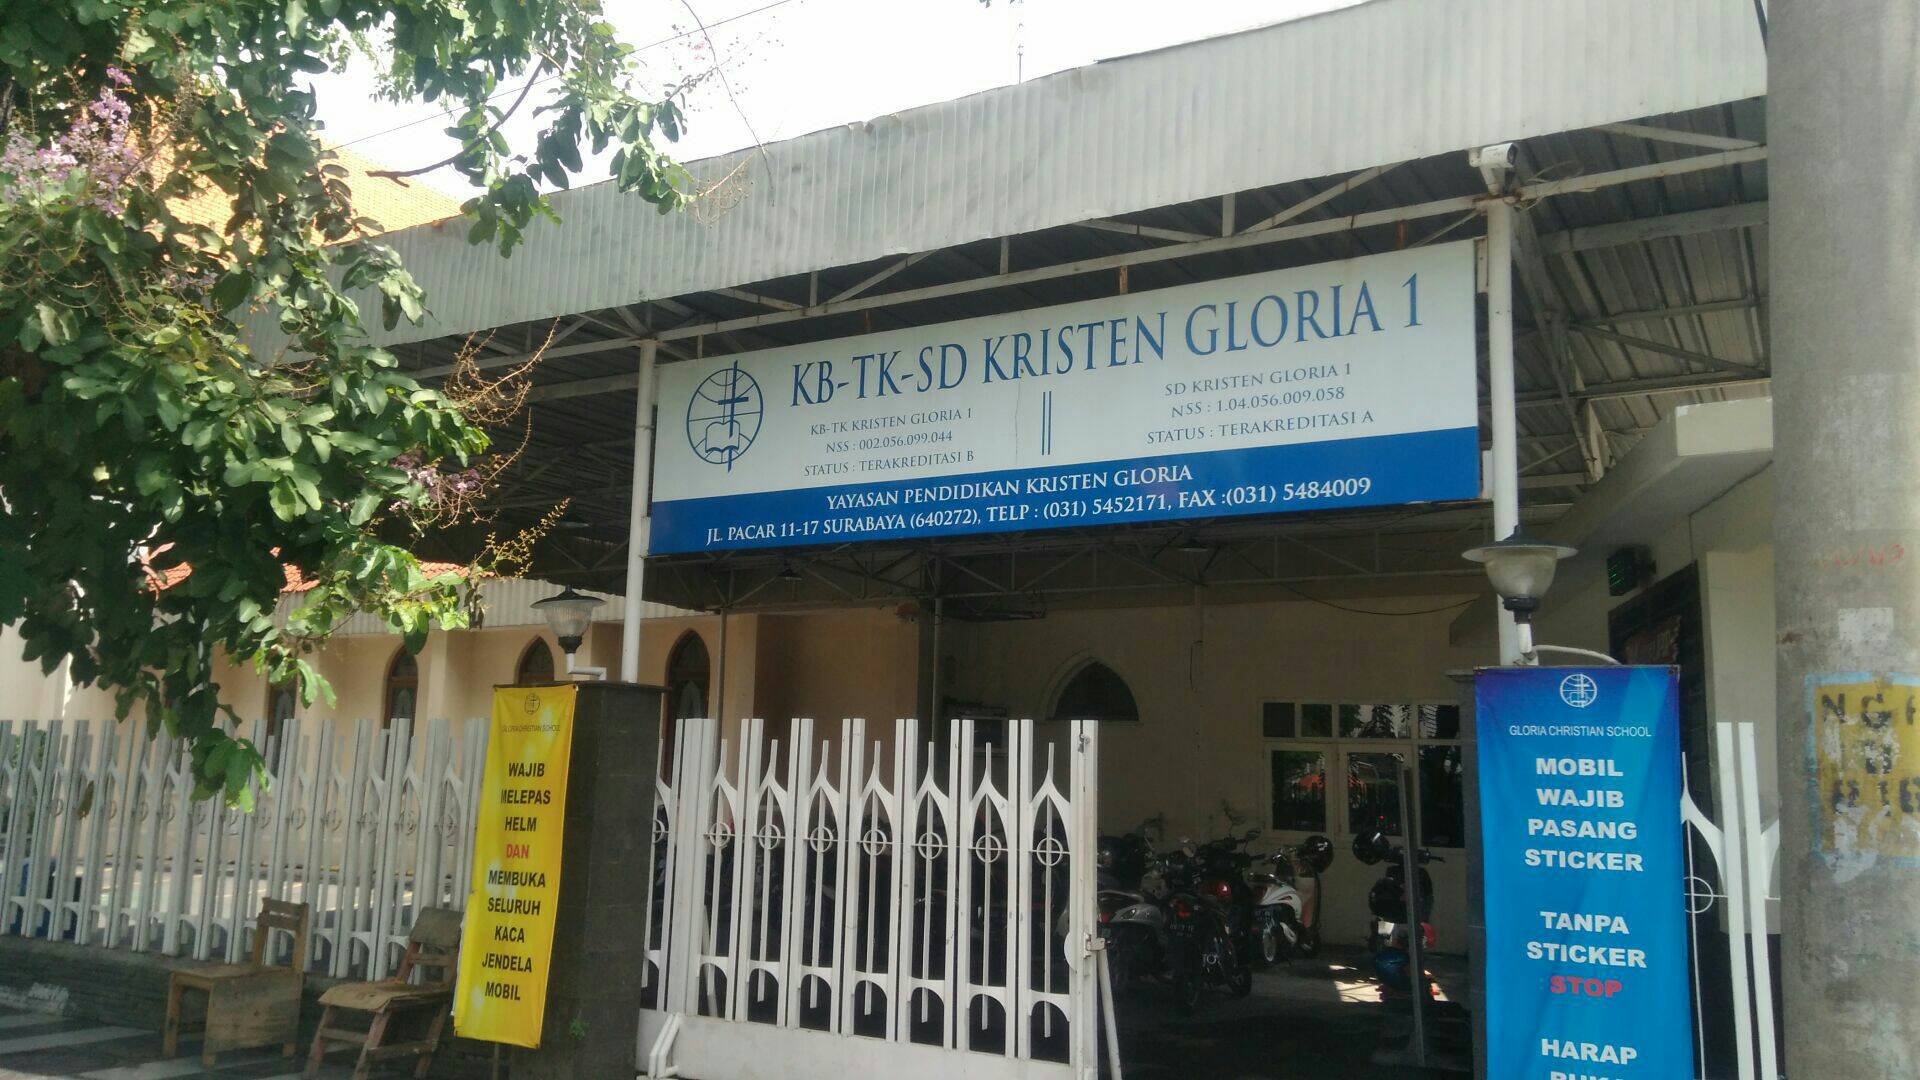 KB-TK-SD KRISTEN GLORIA 1
KB-TK KRISTEN GLORIA 1
NSS : 002.056.099.044
STATUS : TERAKREDITASI B
SD KRISTEN GLORIA 1
NSS : 1.04.056.009.058
STATUS : TERAKREDITASI A
YAYASAN PENDIDIKAN KRISTEN GLORIA
JL. PACAR 11-17 SURABAYA (640272), TELP : (031) 5452171, FAX :(031) 5484009
GLORIA CHRISTIAN SCHOOL
WAJIB
MELEPAS
HELM
DAN
MEMBUKA
SELURUH
KACA
JENDELA
MOBIL
GLORIA CHRISTIAN SCHOOL
MOBIL
WAJIB
PASANG
STICKER
TANPA
STICKER
STOP
HARAP